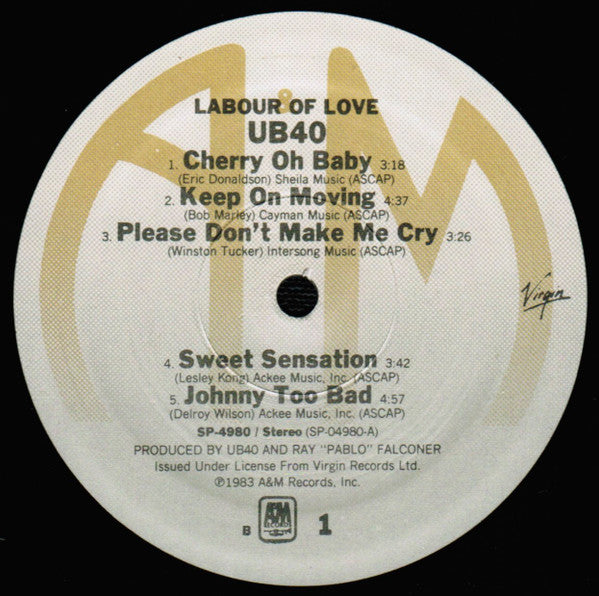 LABOUR OF LOVE
UB40
1. Cherry Oh Baby 3:18
(Eric Donaldson) Sheila Music (ASCAP)
2. Keep On Moving 4:37
(Bob Marley) Cayman Music (ASCAP)
3. Please Don't Make Me Cry 3:26
(Winston Tucker) Intersong Music (ASCAP)
Virgin
4. Sweet Sensation 3:42
(Lesley Kong) Ackee Music, Inc. (ASCAP)
5. Johnny Too Bad 4:57
(Delroy Wilson) Ackee Music, Inc. (ASCAP)
SP-4980 / Stereo (SP-04980-A)
PRODUCED BY UB40 AND RAY "PABLO" FALCONER
Issued Under License From Virgin Records Ltd.
℗1983 A&M Records, Inc.
B A&M RECORDS 1